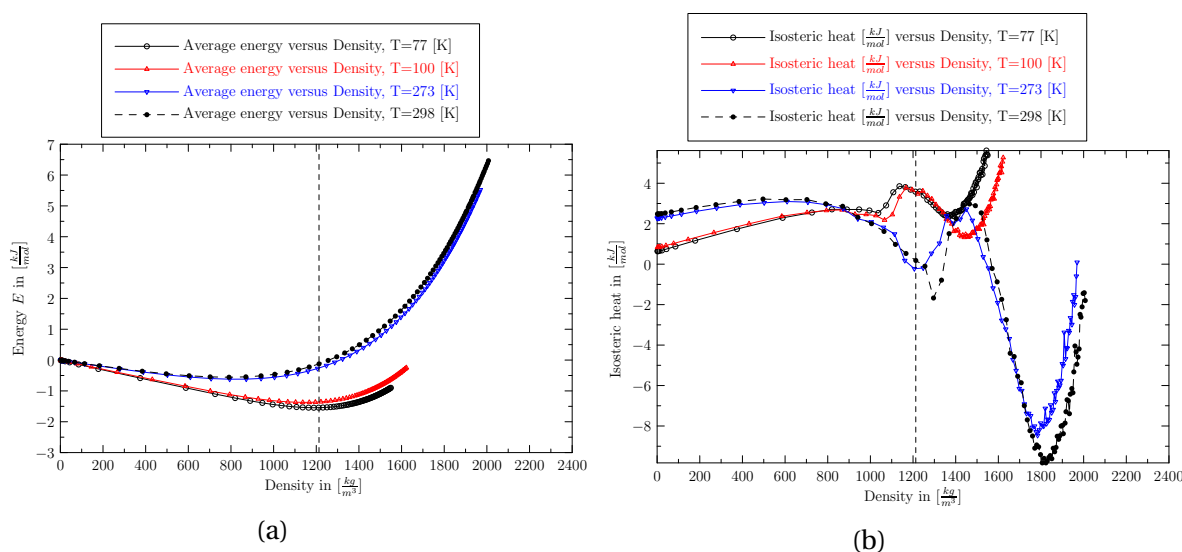 Average energy versus Density, T=77 [K]
Average energy versus Density, T=100 [K]
Average energy versus Density, T=273 [K]
Average energy versus Density, T=298 [K]
7
6
5
4
3
2
1
0
−1
−2
−3
Energy E in [kJ/mol]
0 200 400 600 800 1000 1200 1400 1600 1800 2000 2200 2400
Density in [kg/m³]
(a)
Isosteric heat [kJ/mol] versus Density, T=77 [K]
Isosteric heat [kJ/mol] versus Density, T=100 [K]
Isosteric heat [kJ/mol] versus Density, T=273 [K]
Isosteric heat [kJ/mol] versus Density, T=298 [K]
4
2
0
−2
−4
−6
−8
Isosteric heat in [kJ/mol]
0 200 400 600 800 1000 1200 1400 1600 1800 2000 2200 2400
Density in [kg/m³]
(b)